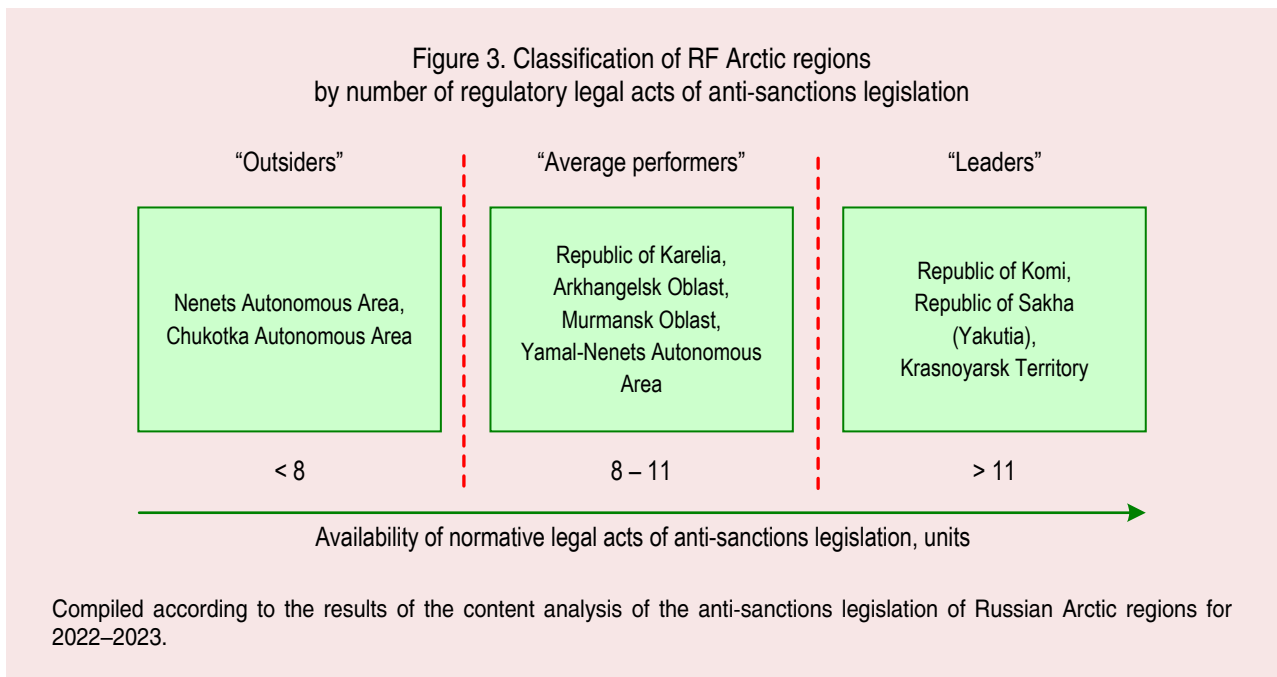 Figure 3. Classification of RF Arctic regions
by number of regulatory legal acts of anti-sanctions legislation
“Outsiders”
“Average performers”
“Leaders”
Nenets Autonomous Area,
Chukotka Autonomous Area
Republic of Karelia,
Arkhangelsk Oblast,
Murmansk Oblast,
Yamal-Nenets Autonomous
Area
Republic of Komi,
Republic of Sakha
(Yakutia),
Krasnoyarsk Territory
< 8
8 – 11
> 11
Availability of normative legal acts of anti-sanctions legislation, units
Compiled according to the results of the content analysis of the anti-sanctions legislation of Russian Arctic regions for
2022–2023.